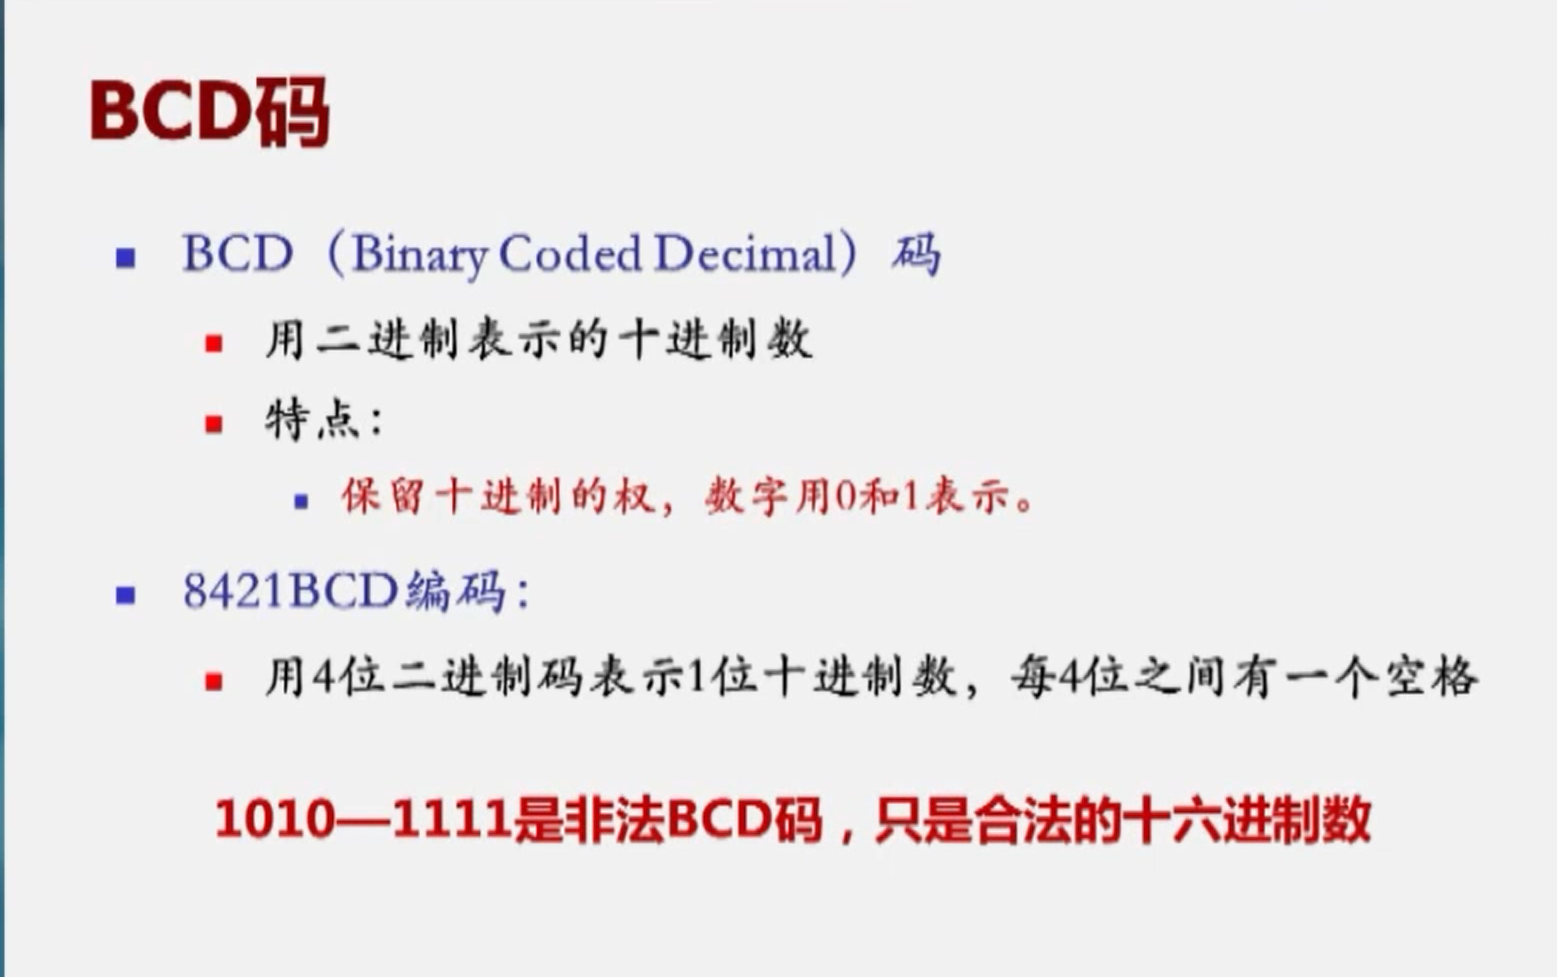 BCD码
BCD（Binary Coded Decimal）码
用二进制表示的十进制数
特点：
保留十进制的权，数字用0和1表示。
8421BCD编码：
用4位二进制码表示1位十进制数，每4位之间有一个空格
1010—1111是非法BCD码，只是合法的十六进制数